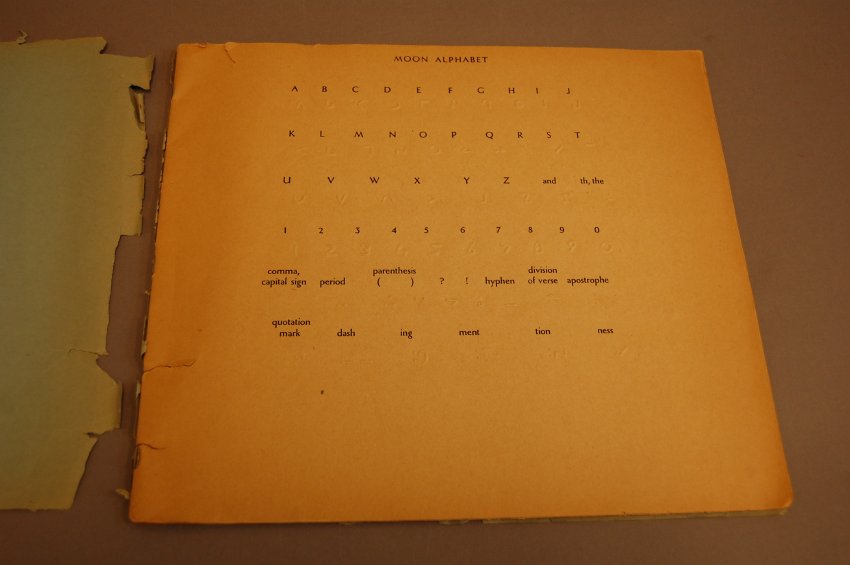 MOON ALPHABET
A B C D E F G H I J
K L M N O P Q R S T
U V W X Y Z and th, the
1 2 3 4 5 6 7 8 9 0
comma, parenthesis division
capital sign period ( ) ? ! hyphen of verse apostrophe
quotation
mark dash ing ment tion ness